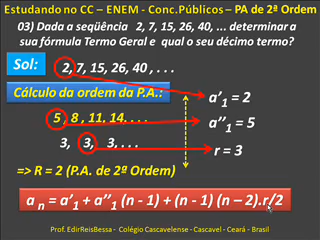 Estudando no CC – ENEM - Conc.Públicos – PA de 2ª Ordem
03) Dada a seqüência 2, 7, 15, 26, 40, ... determinar a
sua fórmula Termo Geral e qual o seu décimo termo?
Sol:
2, 7, 15, 26, 40 , . . .
Cálculo da ordem da P.A.:
a’₁ = 2
5 , 8 , 11. 14. . . .
a’’₁ = 5
3, 3, 3. . . .
r = 3
=> R = 2 (P.A. de 2ª Ordem)
a n = a’₁ + a’’₁ (n - 1) + (n - 1) (n – 2).r/2
Prof. EdirReisBessa - Colégio Cascavelense - Cascavel - Ceará - Brasil